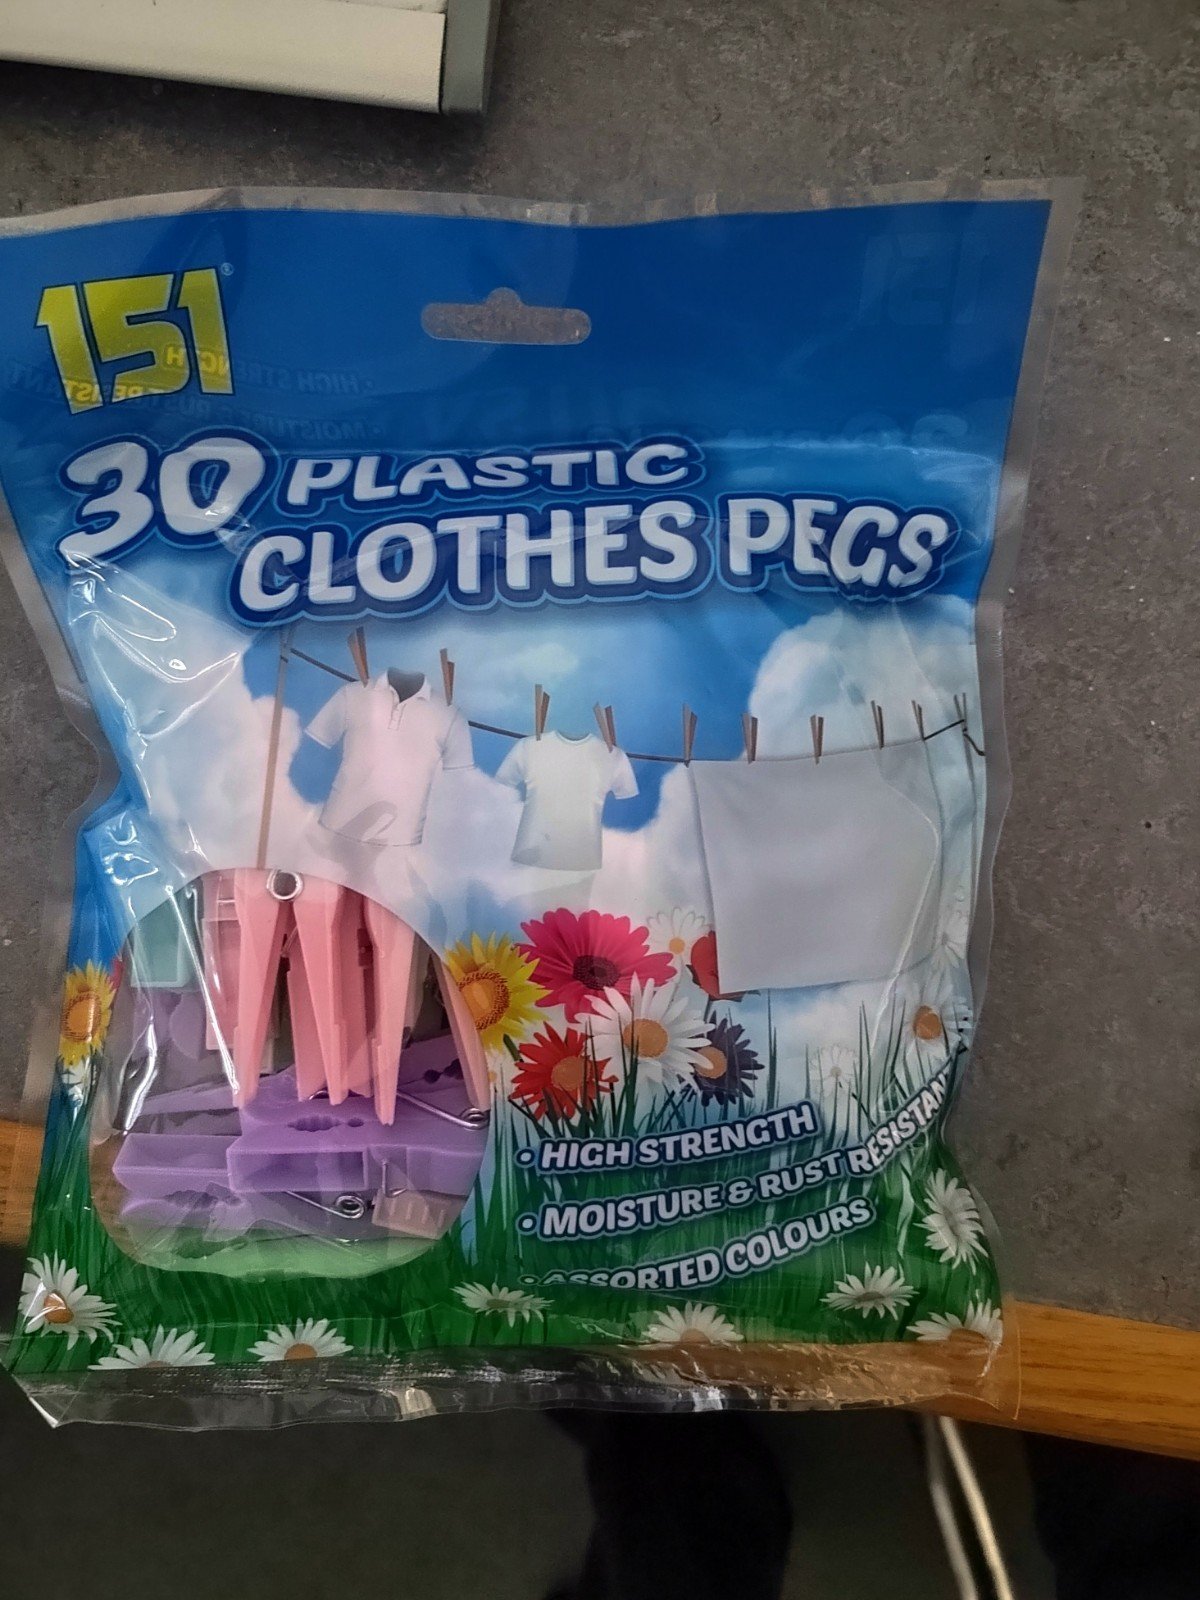 151®
30 PLASTIC
CLOTHES PEGS
• HIGH STRENGTH
• MOISTURE & RUST RESISTANT
• ASSORTED COLOURS